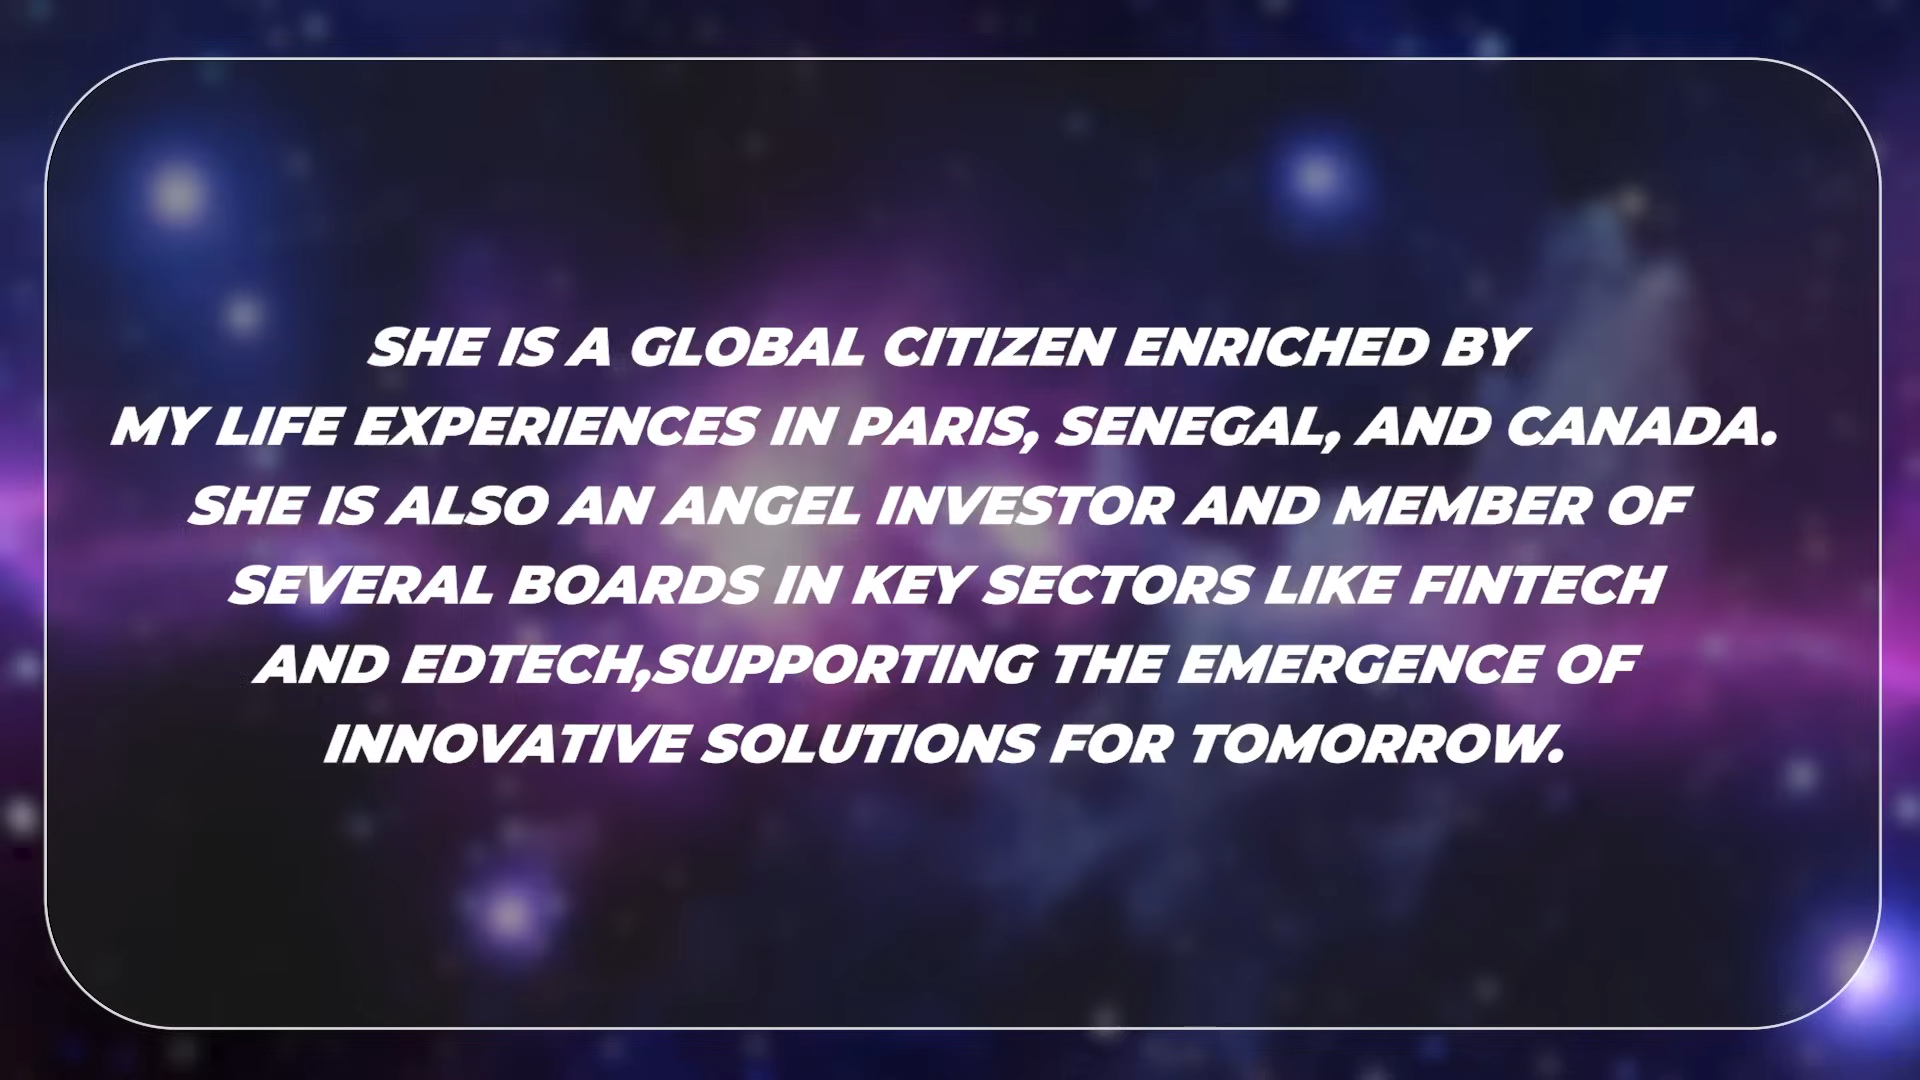 SHE IS A GLOBAL CITIZEN ENRICHED BY
MY LIFE EXPERIENCES IN PARIS, SENEGAL, AND CANADA.
SHE IS ALSO AN ANGEL INVESTOR AND MEMBER OF
SEVERAL BOARDS IN KEY SECTORS LIKE FINTECH
AND EDTECH,SUPPORTING THE EMERGENCE OF
INNOVATIVE SOLUTIONS FOR TOMORROW.